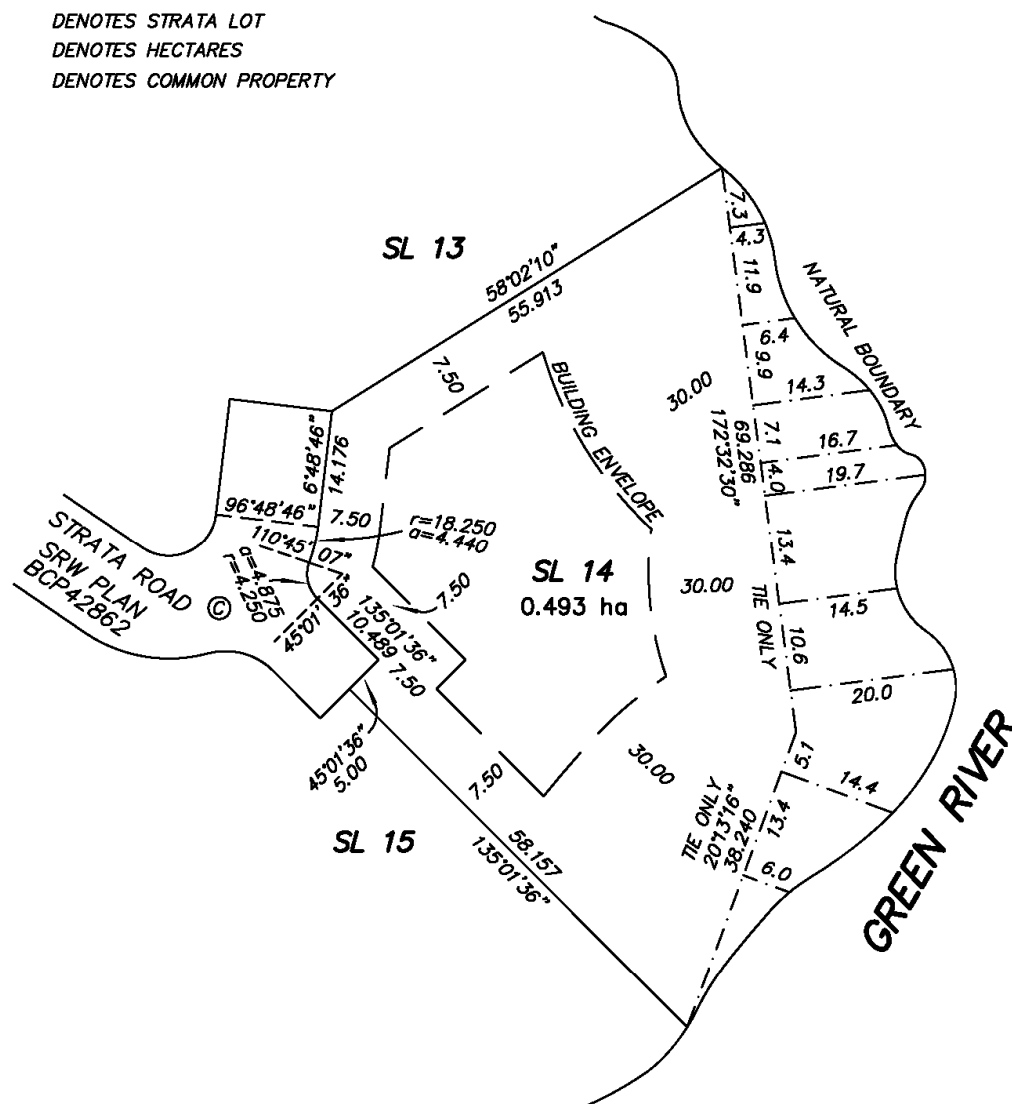 DENOTES STRATA LOT
DENOTES HECTARES
DENOTES COMMON PROPERTY
7.3
4.3
SL 13
58°02'10"
55.913
11.9
NATURAL BOUNDARY
6.4
9.9
7.50
BUILDING ENVELOPE
30.00
14.3
69.286
172°32'30"
7.1
16.7
4.0
19.7
6°48'46"
14.176
96°48'46"
7.50
r=18.250
a=4.440
110°45'07"
STRATA ROAD
SRW PLAN
BCP42862
©
a=4.875
r=4.250
45°01'36"
135°01'36"
10.489
7.50
7.50
SL 14
0.493 ha
30.00
13.4
TIE ONLY
14.5
10.6
20.0
45°01'36"
5.00
7.50
30.00
5.1
14.4
TIE ONLY
20°13'16"
38.240
13.4
6.0
SL 15
58.157
135°01'36"
GREEN RIVER